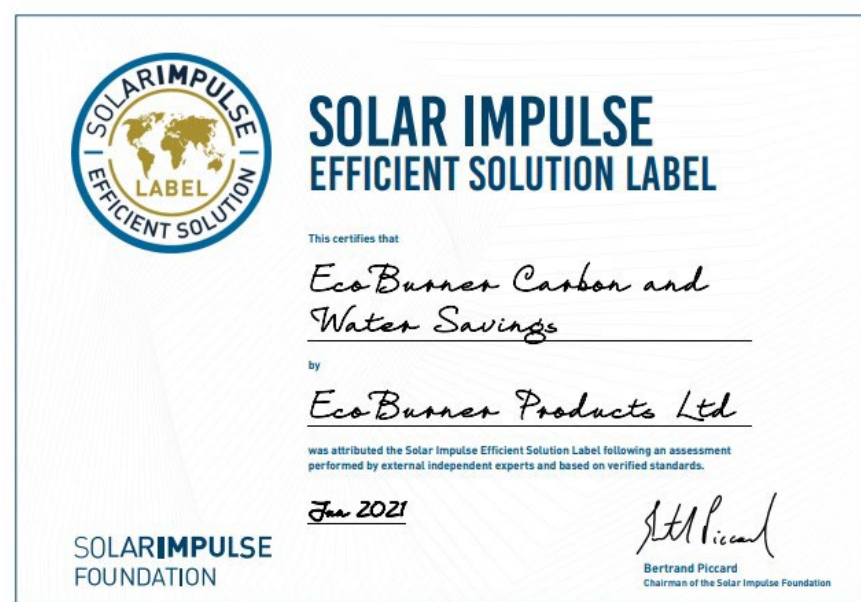 SOLARIMPULSE
LABEL
EFFICIENT SOLUTION
SOLAR IMPULSE
EFFICIENT SOLUTION LABEL
This certifies that
EcoBurner Carbon and
Water Savings
by
EcoBurner Products Ltd
was attributed the Solar Impulse Efficient Solution Label following an assessment
performed by external independent experts and based on verified standards.
Jan 2021
SOLARIMPULSE
FOUNDATION
Bertrand Piccard
Chairman of the Solar Impulse Foundation